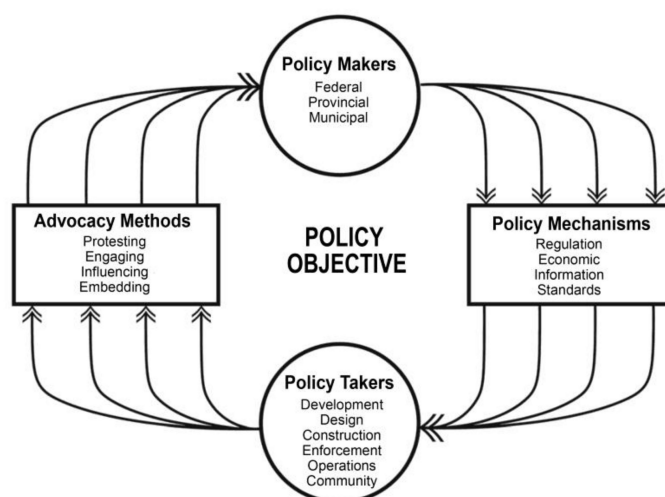 Policy Makers
Federal
Provincial
Municipal
Advocacy Methods
Protesting
Engaging
Influencing
Embedding
POLICY
OBJECTIVE
Policy Mechanisms
Regulation
Economic
Information
Standards
Policy Takers
Development
Design
Construction
Enforcement
Operations
Community